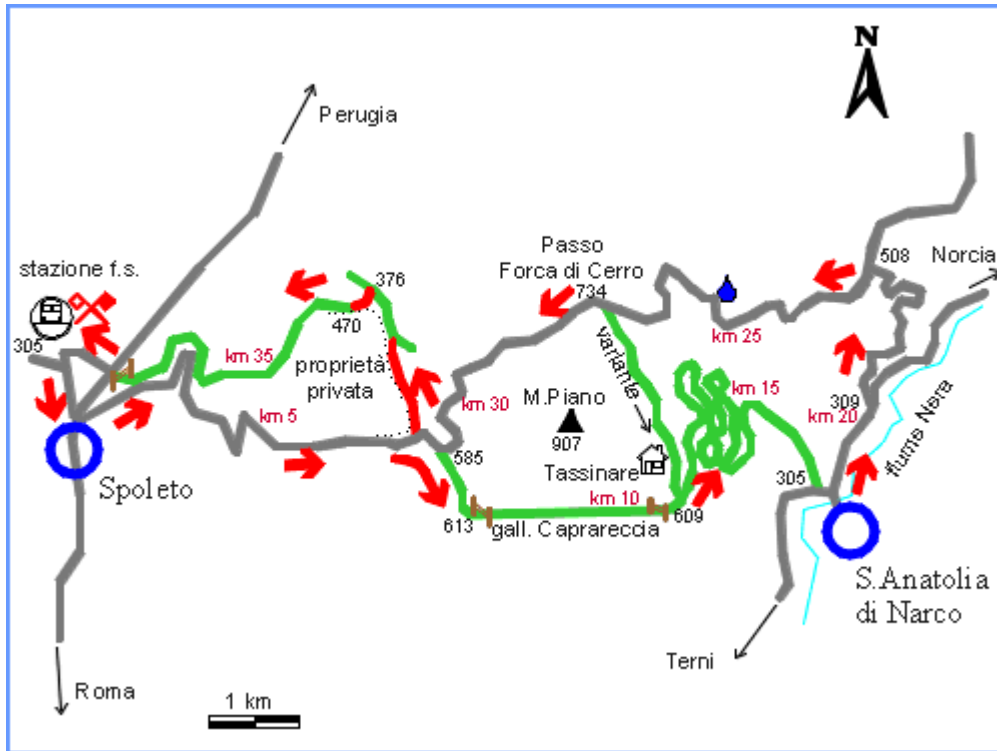 N
Perugia
Passo
Forca di Cerro
734
508
Norcia
stazione f.s.
305
376
470
km 25
km 35
proprietà
privata
variante
km 15
309
km 20
km 5
km 30
M.Piano
907
fiume Nera
Spoleto
585
Tassinare
305
km 10
613
gall. Caprareccia
609
S.Anatolia
di Narco
Terni
Roma
1 km